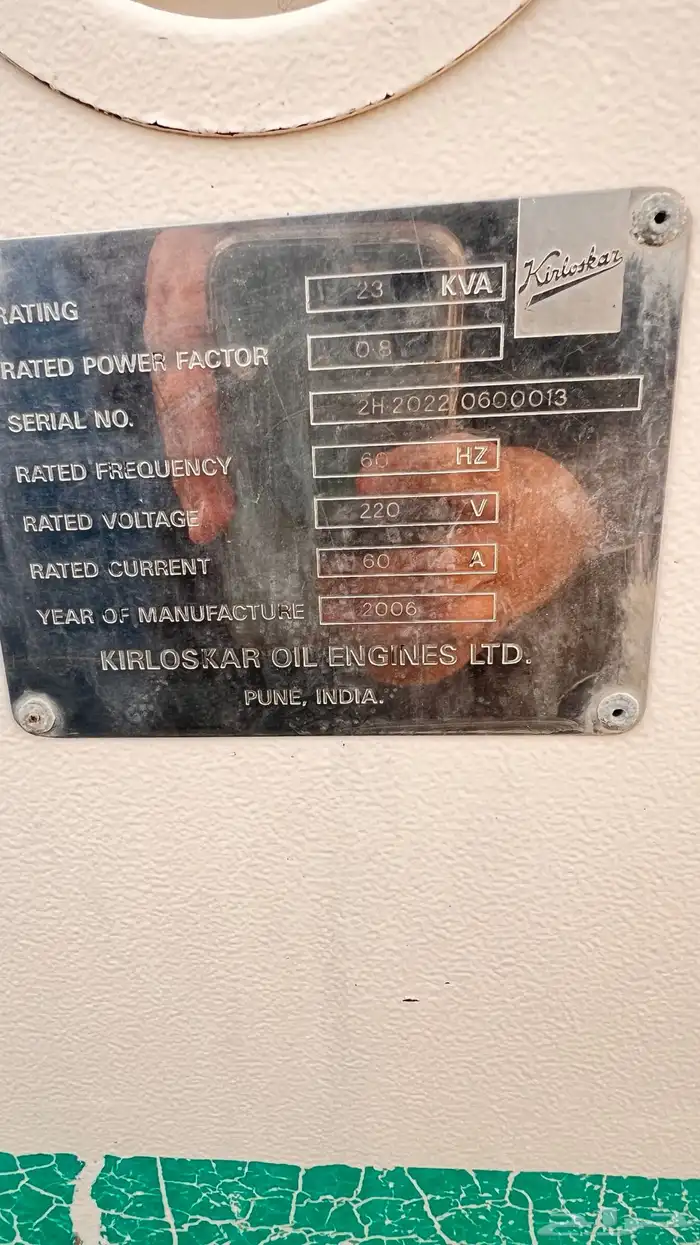 Kirloskar
RATING 23 KVA
RATED POWER FACTOR 0.8
SERIAL NO. 2H.2022/0600013
RATED FREQUENCY 60 HZ
RATED VOLTAGE 220 V
RATED CURRENT 60 A
YEAR OF MANUFACTURE 2006
KIRLOSKAR OIL ENGINES LTD.
PUNE, INDIA.